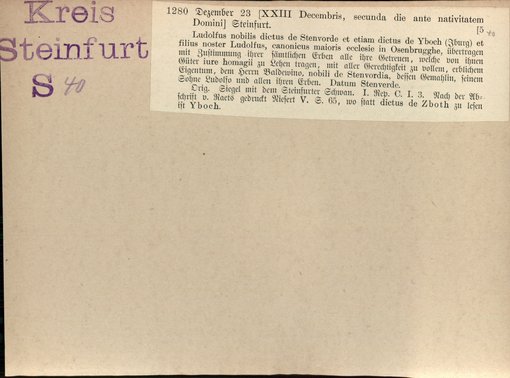 Kreis
Steinfurt
S 40
1280 Dezember 23 [XXIII Decembris, secunda die ante nativitatem
Domini] Steinfurt.
[5 40
Ludolfus nobilis dictus de Stenvorde et etiam dictus de Yboch (Iburg) et
filius noster Ludolfus, canonicus maioris ecclesie in Osenbrugghe, übertragen
mit Zustimmung ihrer sämtlichen Erben alle ihre Getreuen, welche von ihnen
Güter iure homagii zu Lehen tragen, mit aller Gerechtigkeit zu vollem, erblichem
Eigentum, dem Herrn Baldewino, nobili de Stenvordia, dessen Gemahlin, seinem
Sohne Ludolfo und allen ihren Erben. Datum Stenverde.
Orig. Siegel mit dem Steinfurter Schwan. I. Rep. C. I. 3. Nach der Ab-
schrift v. Raets gedruckt Niesert V. S. 65, wo statt dictus de Zboth zu lesen
ist Yboch.